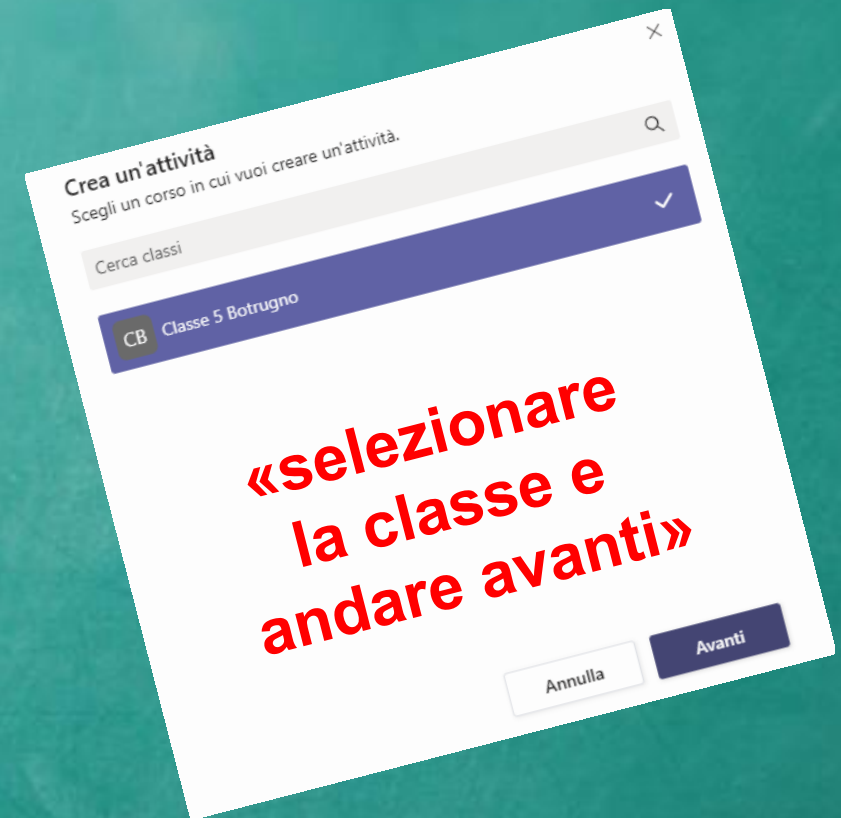 Crea un'attività
Scegli un corso in cui vuoi creare un'attività.
Cerca classi
CB Classe 5 Botrugno
«selezionare
la classe e
andare avanti»
Annulla Avanti